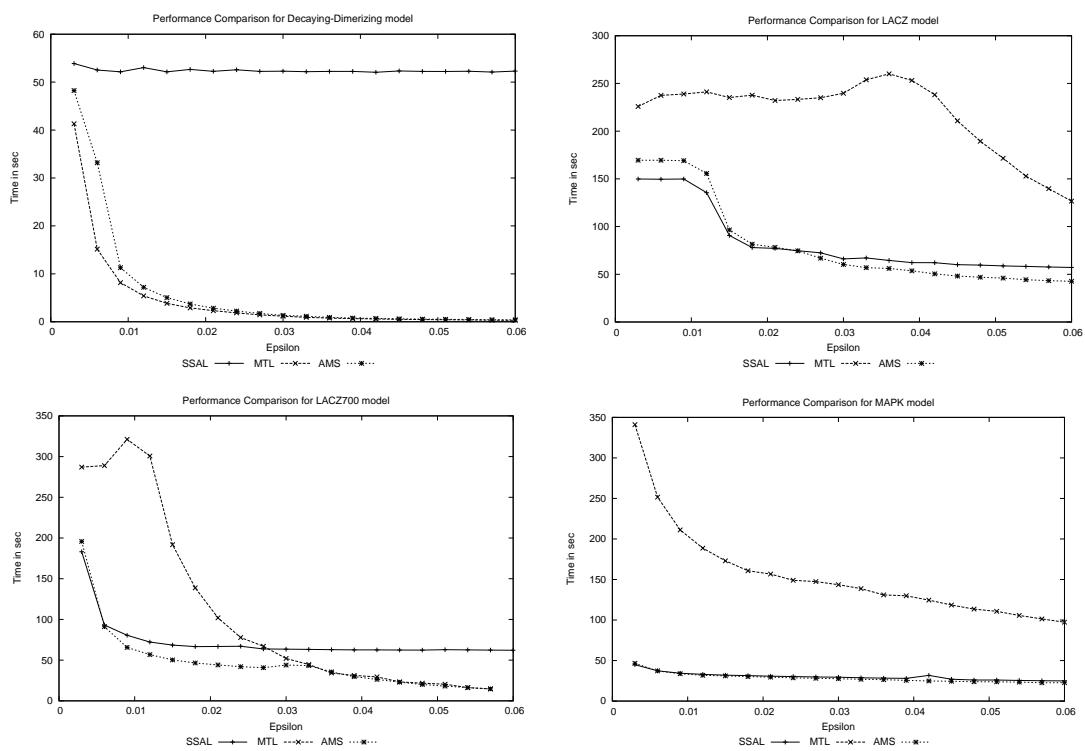 Performance Comparison for Decaying-Dimerizing model
60
50
40
30
20
10
0
Time in sec
0 0.01 0.02 0.03 0.04 0.05 0.06
Epsilon
SSAL MTL AMS
Performance Comparison for LACZ model
300
250
200
150
100
50
0
Time in sec
0 0.01 0.02 0.03 0.04 0.05 0.06
Epsilon
SSAL MTL AMS
Performance Comparison for LACZ700 model
350
300
250
200
150
100
50
0
Time in sec
0 0.01 0.02 0.03 0.04 0.05 0.06
Epsilon
SSAL MTL AMS
Performance Comparison for MAPK model
350
300
250
200
150
100
50
0
Time in sec
0 0.01 0.02 0.03 0.04 0.05 0.06
Epsilon
SSAL MTL AMS